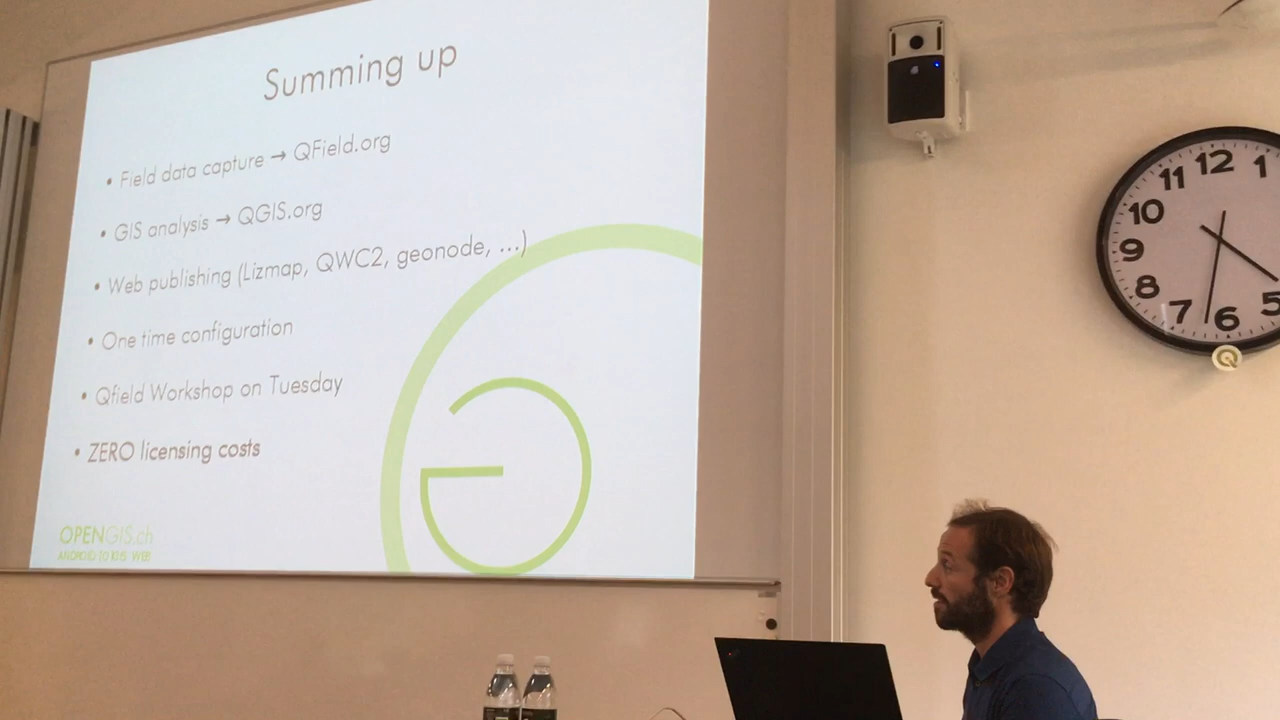 Summing up
• Field data capture → QField.org
• GIS analysis → QGIS.org
• Web publishing (Lizmap, QWC2, geonode, ...)
• One time configuration
• Qfield Workshop on Tuesday
• ZERO licensing costs
OPENGIS.ch
11 12 1
10
9
8
7 6 5